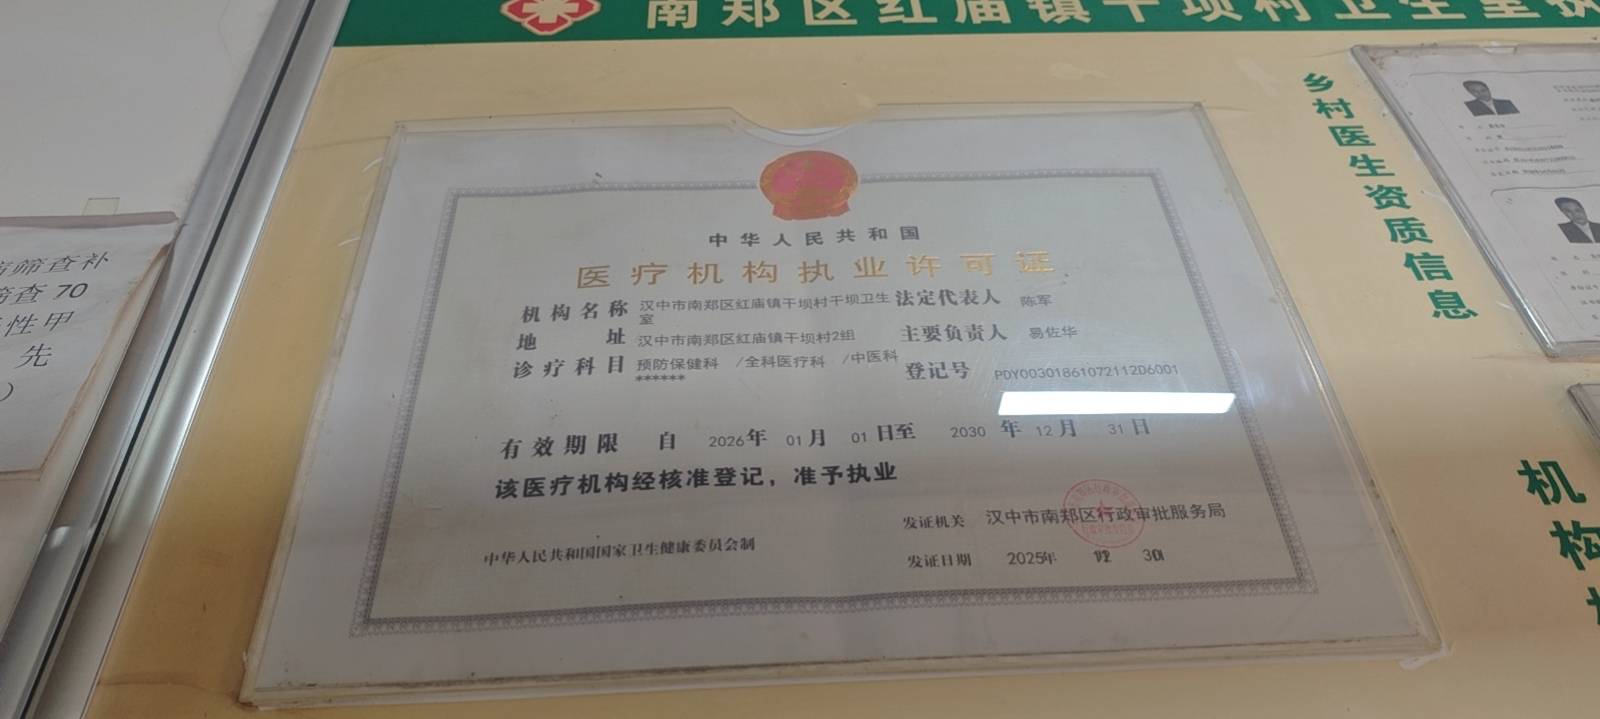 南郑区红庙镇干坝村卫生室执
中华人民共和国
医疗机构执业许可证
机构名称 汉中市南郑区红庙镇干坝村干坝卫生室
法定代表人 陈军
地址 汉中市南郑区红庙镇干坝村2组
主要负责人 易佐华
诊疗科目 预防保健科 /全科医疗科 /中医科
******
登记号 PDY00301861072112D6001
有效期限 自 2026年 01月 01日至 2030年 12月 31日
该医疗机构经核准登记，准予执业
发证机关 汉中市南郑区行政审批服务局
中华人民共和国国家卫生健康委员会制
发证日期 2025年 12 30
乡村医生资质信息
机构
筛查补
筛查70
性甲
先